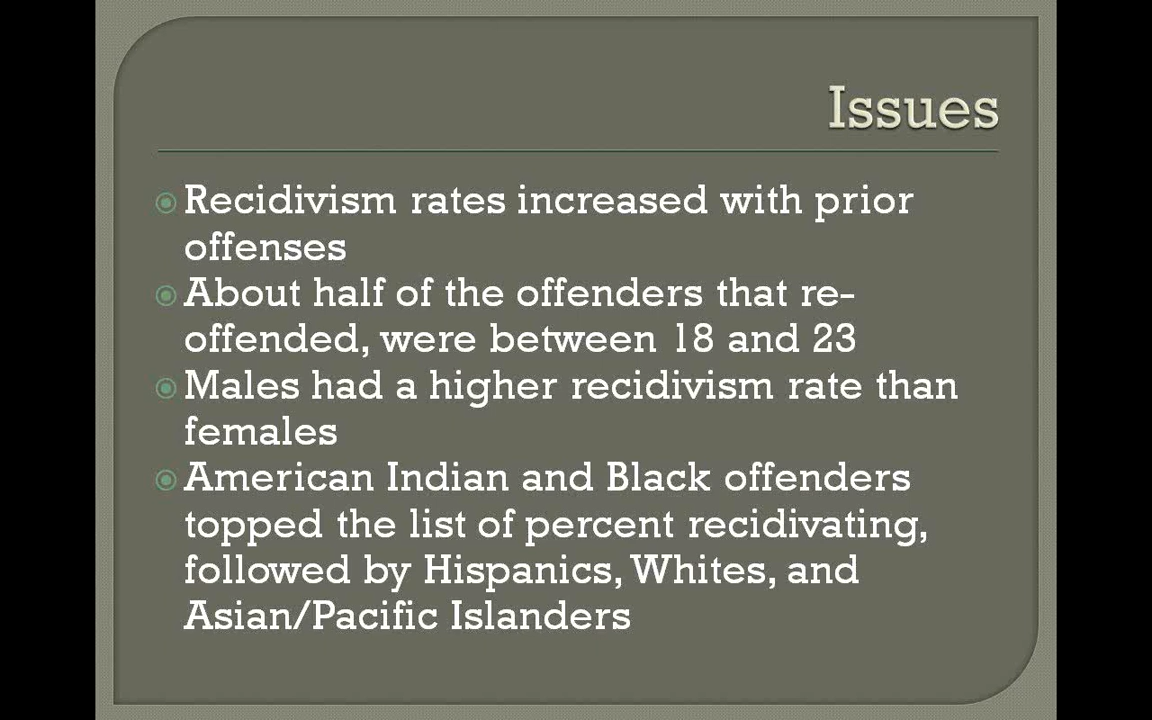 Issues
Recidivism rates increased with prior
offenses
About half of the offenders that re-
offended, were between 18 and 23
Males had a higher recidivism rate than
females
American Indian and Black offenders
topped the list of percent recidivating,
followed by Hispanics, Whites, and
Asian/Pacific Islanders